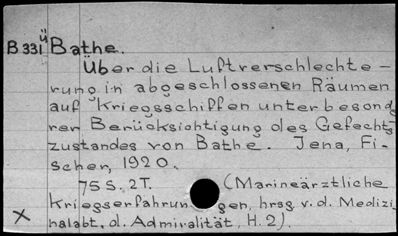 B 331ü Bathe.
Über die Luftverschlechte-
rung in abgeschlossenen Räumen
auf Kriegsschiffen unter besond
rer Berücksichtigung des Gefechts
zustandes von Bathe. Jena, Fi-
scher, 1920.
75 S., 2 T. (Marineärztliche
Kriegserfahrun gen, hrsg. v. d. Medizi
nalabt. d. Admiralität, H. 2).
X